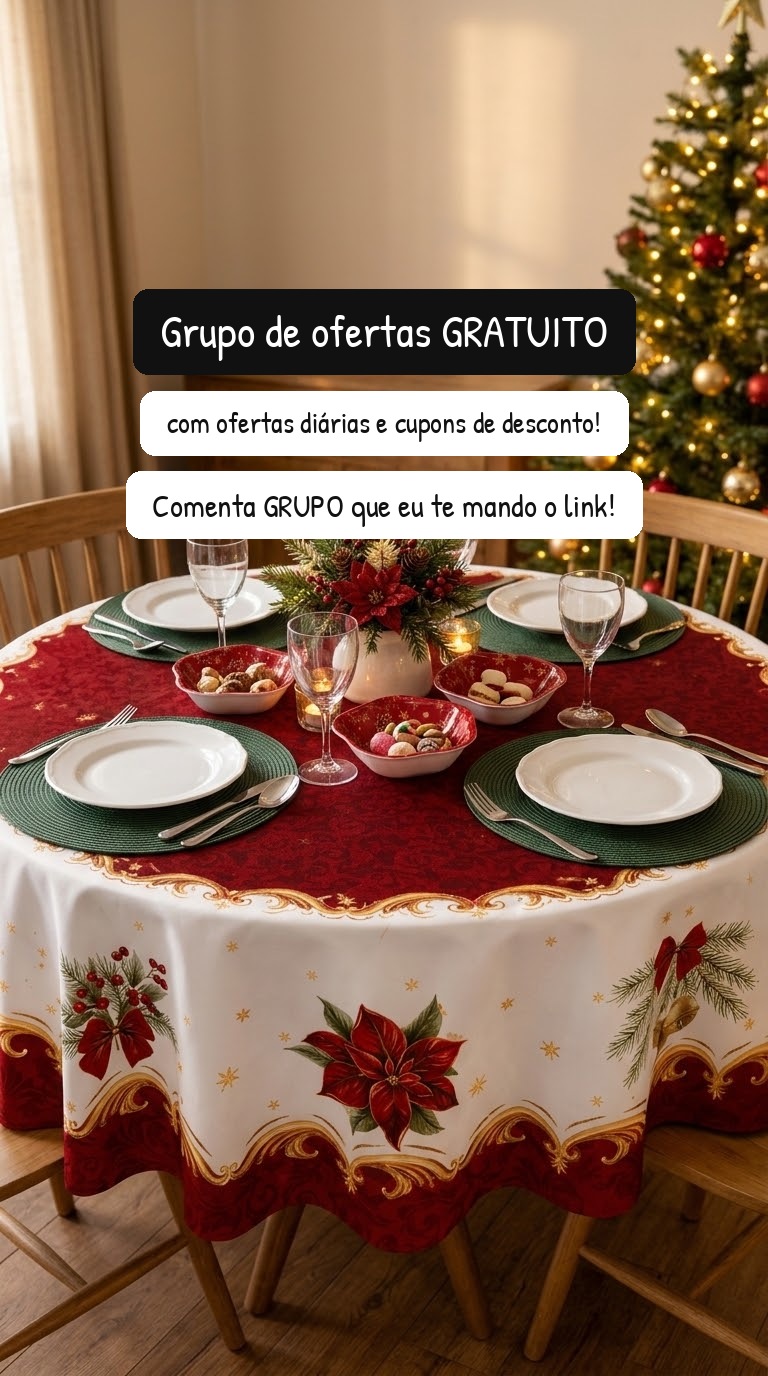 Grupo de ofertas GRATUITO
com ofertas diárias e cupons de desconto!
Comenta GRUPO que eu te mando o link!